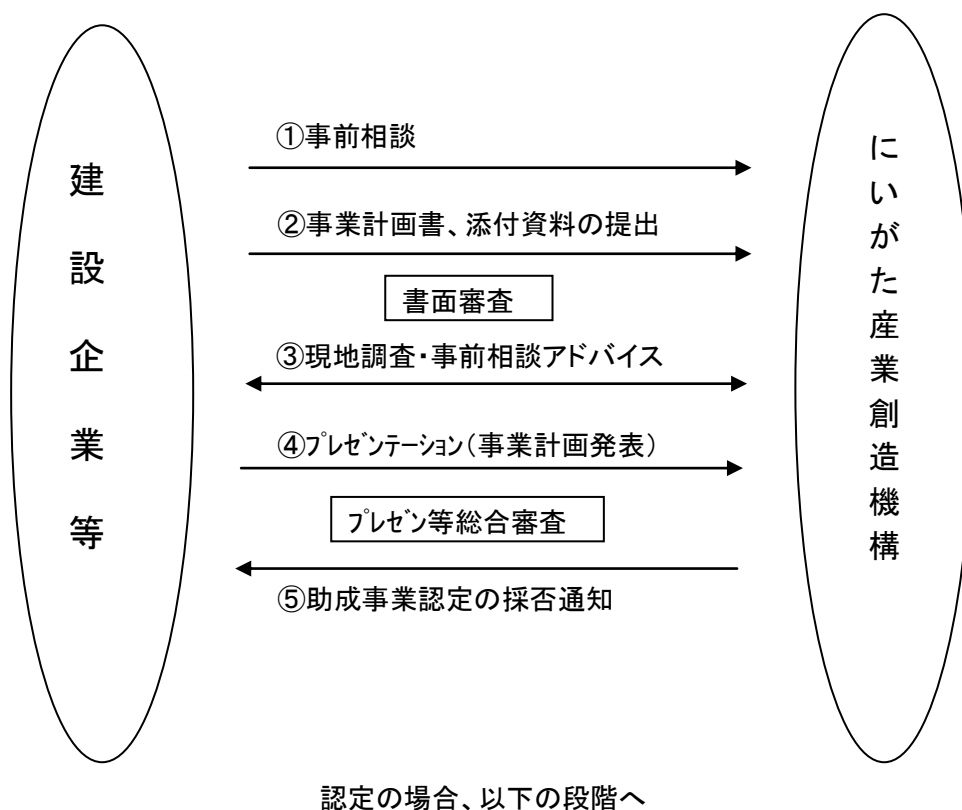 建設企業等
①事前相談
②事業計画書、添付資料の提出
書面審査
③現地調査・事前相談アドバイス
④プレゼンテーション（事業計画発表）
プレゼン等総合審査
⑤助成事業認定の採否通知
にいがた産業創造機構
認定の場合、以下の段階へ